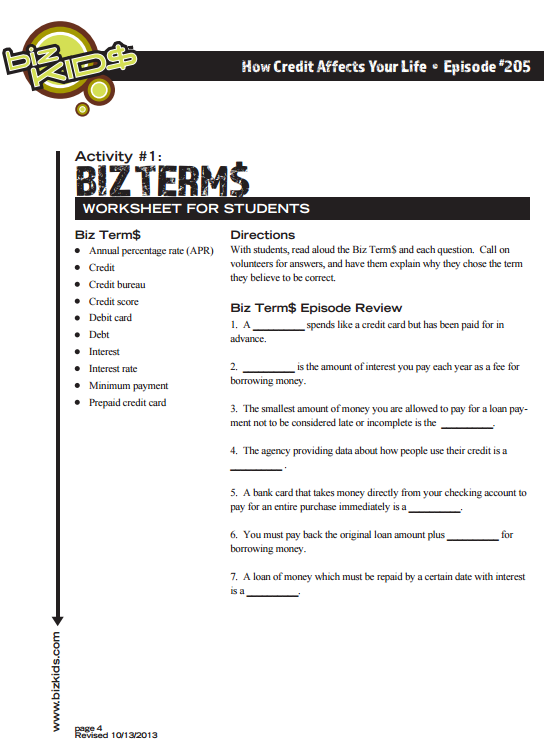 biz
KID$
How Credit Affects Your Life • Episode #205
Activity #1:
BIZ TERM$
WORKSHEET FOR STUDENTS
Biz Term$
• Annual percentage rate (APR)
• Credit
• Credit bureau
• Credit score
• Debit card
• Debt
• Interest
• Interest rate
• Minimum payment
• Prepaid credit card
Directions
With students, read aloud the Biz Term$ and each question. Call on
volunteers for answers, and have them explain why they chose the term
they believe to be correct.
Biz Term$ Episode Review
1. A __________ spends like a credit card but has been paid for in
advance.
2. __________ is the amount of interest you pay each year as a fee for
borrowing money.
3. The smallest amount of money you are allowed to pay for a loan pay-
ment not to be considered late or incomplete is the __________.
4. The agency providing data about how people use their credit is a
__________ .
5. A bank card that takes money directly from your checking account to
pay for an entire purchase immediately is a __________.
6. You must pay back the original loan amount plus __________ for
borrowing money.
7. A loan of money which must be repaid by a certain date with interest
is a __________.
www.bizkids.com
page 4
Revised 10/13/2013